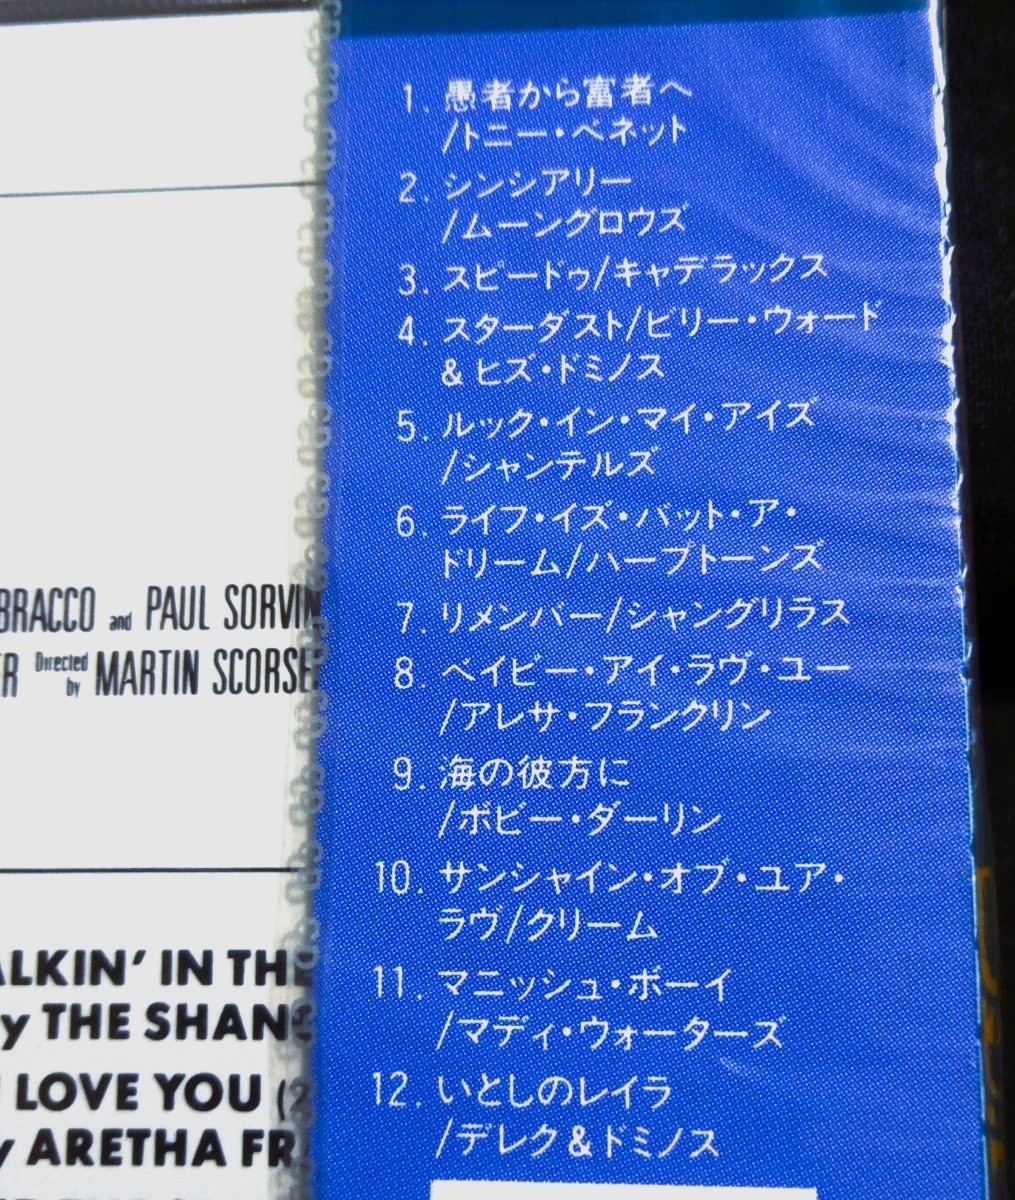 1. 愚者から富者へ
/トニー・ベネット
2. シンシアリー
/ムーングロウズ
3. スピードゥ/キャデラックス
4. スターダスト/ビリー・ウォード
& ヒズ・ドミノス
5. ルック・イン・マイ・アイズ
/シャンテルズ
6. ライフ・イズ・バット・ア・
ドリーム/ハープトーンズ
7. リメンバー/シャングリラス
8. ベイビー・アイ・ラヴ・ユー
/アレサ・フランクリン
9. 海の彼方に
/ボビー・ダーリン
10. サンシャイン・オブ・ユア・
ラヴ/クリーム
11. マニッシュ・ボーイ
/マディ・ウォーターズ
12. いとしのレイラ
/デレク&ドミノス
BRACCO and PAUL SORVIN
ER Directed by MARTIN SCORSE
ALKIN' IN THE
y THE SHANG
I LOVE YOU (2
y ARETHA FR